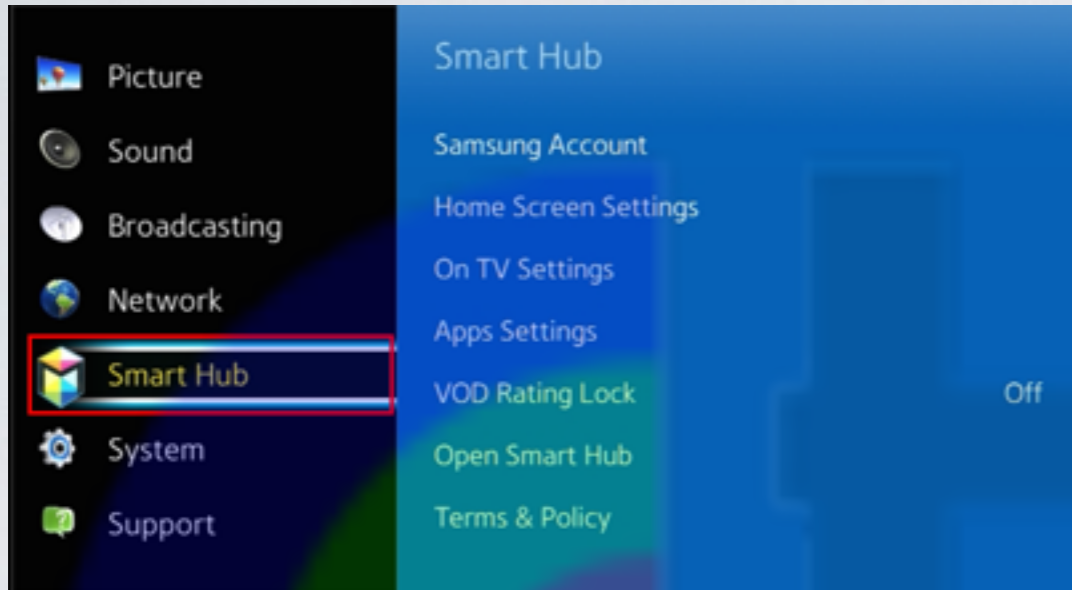 Picture
Sound
Broadcasting
Network
Smart Hub
System
Support
Smart Hub
Samsung Account
Home Screen Settings
On TV Settings
Apps Settings
VOD Rating Lock Off
Open Smart Hub
Terms & Policy